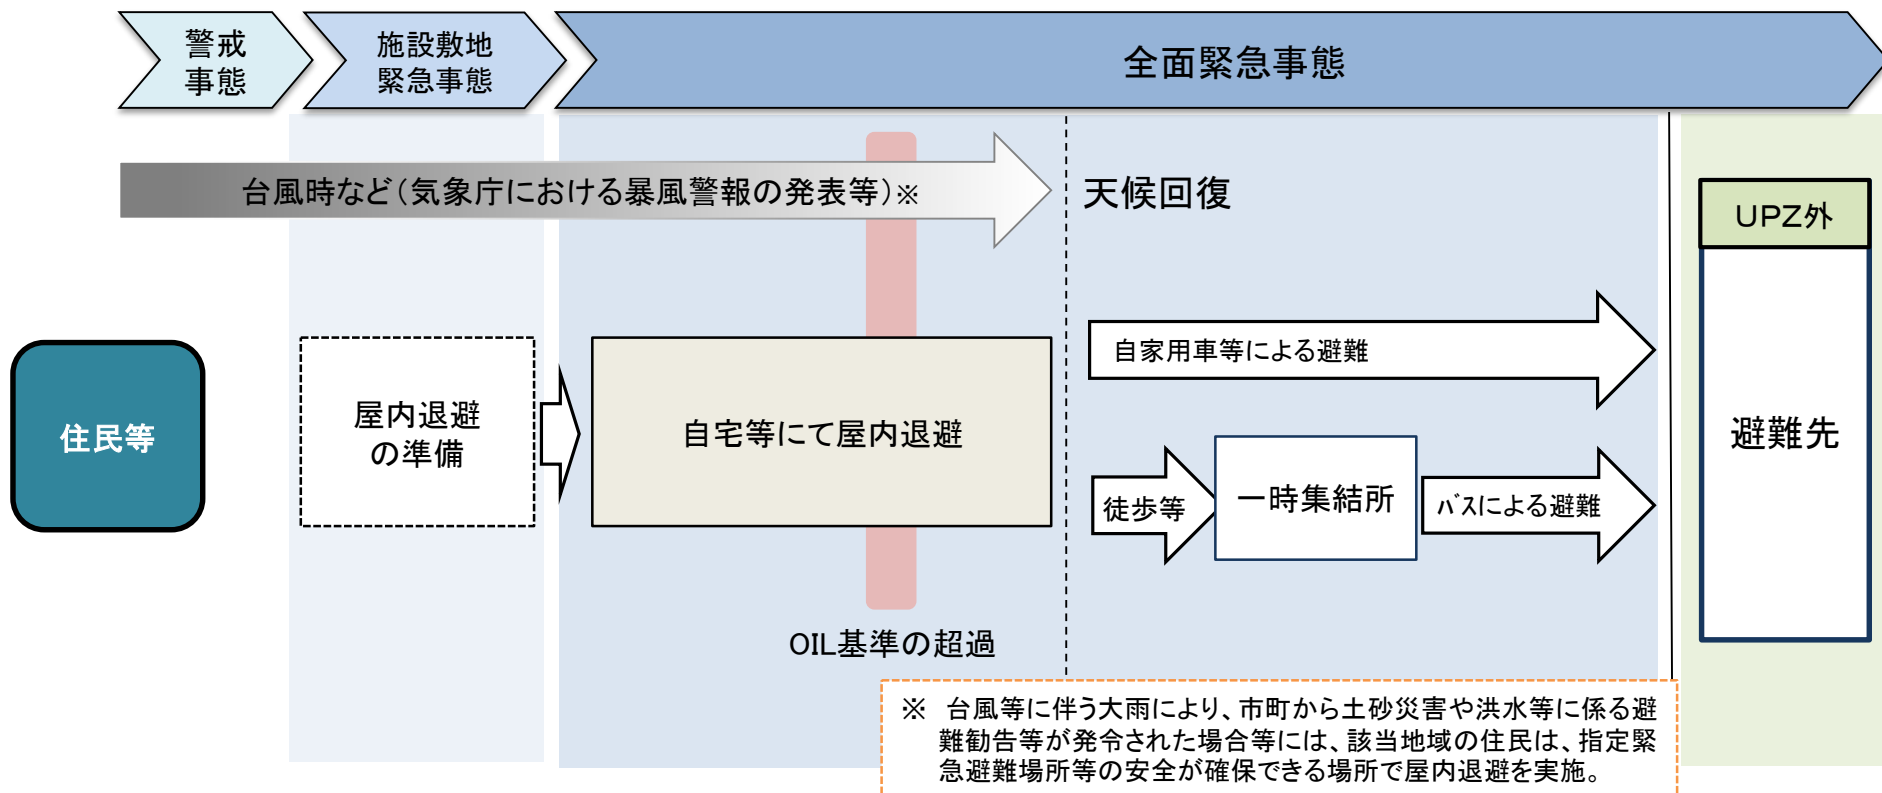 警戒
事態
施設敷地
緊急事態
全面緊急事態
台風時など（気象庁における暴風警報の発表等）※
天候回復
UPZ外
自家用車等による避難
住民等
屋内退避
の準備
自宅等にて屋内退避
避難先
徒歩等
一時集結所
バスによる避難
OIL基準の超過
※　台風等に伴う大雨により、市町から土砂災害や洪水等に係る避
難勧告等が発令された場合等には、該当地域の住民は、指定緊
急避難場所等の安全が確保できる場所で屋内退避を実施。